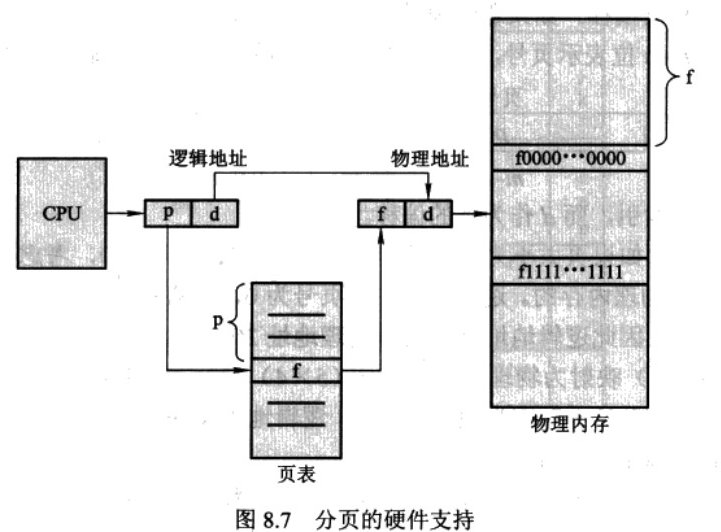 f
逻辑地址
物理地址
f0000···0000
CPU
p d
f d
f1111···1111
p
f
物理内存
页表
图 8.7 分页的硬件支持